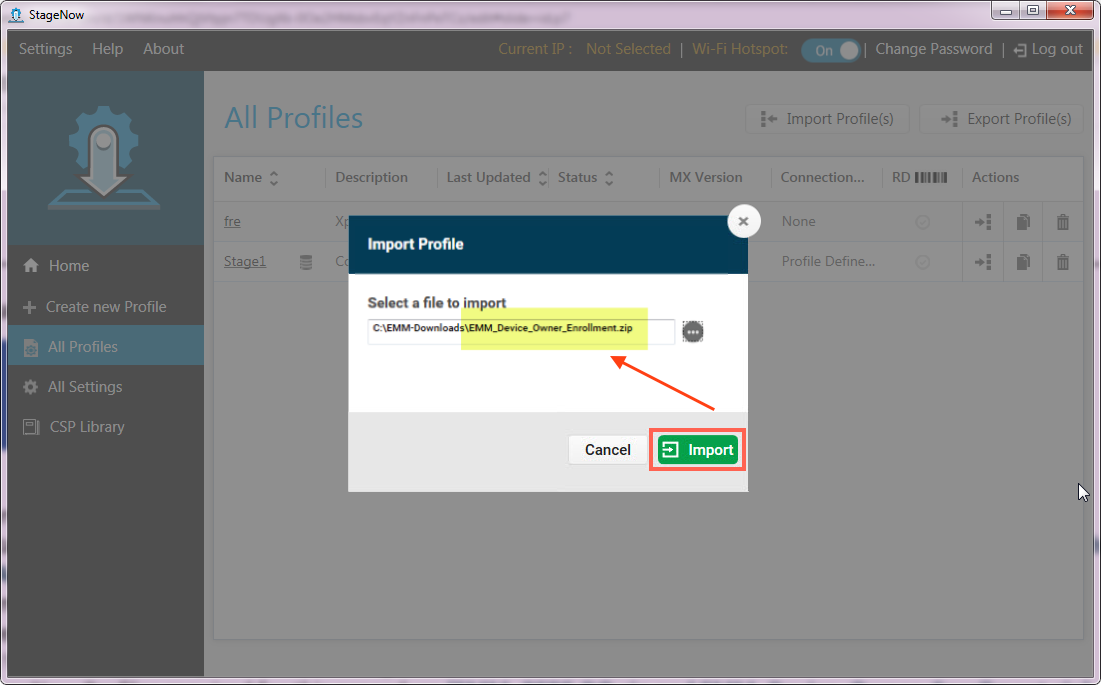 StageNow
Settings Help About Current IP : Not Selected | Wi-Fi Hotspot: On | Change Password | Log out
All Profiles
Import Profile(s) Export Profile(s)
Name Description Last Updated Status MX Version Connection... RD Actions
fre None
Stage1 Profile Define...
Home
Create new Profile
All Profiles
All Settings
CSP Library
Import Profile
Select a file to import
C:\EMM-Downloads\EMM_Device_Owner_Enrollment.zip
Cancel Import